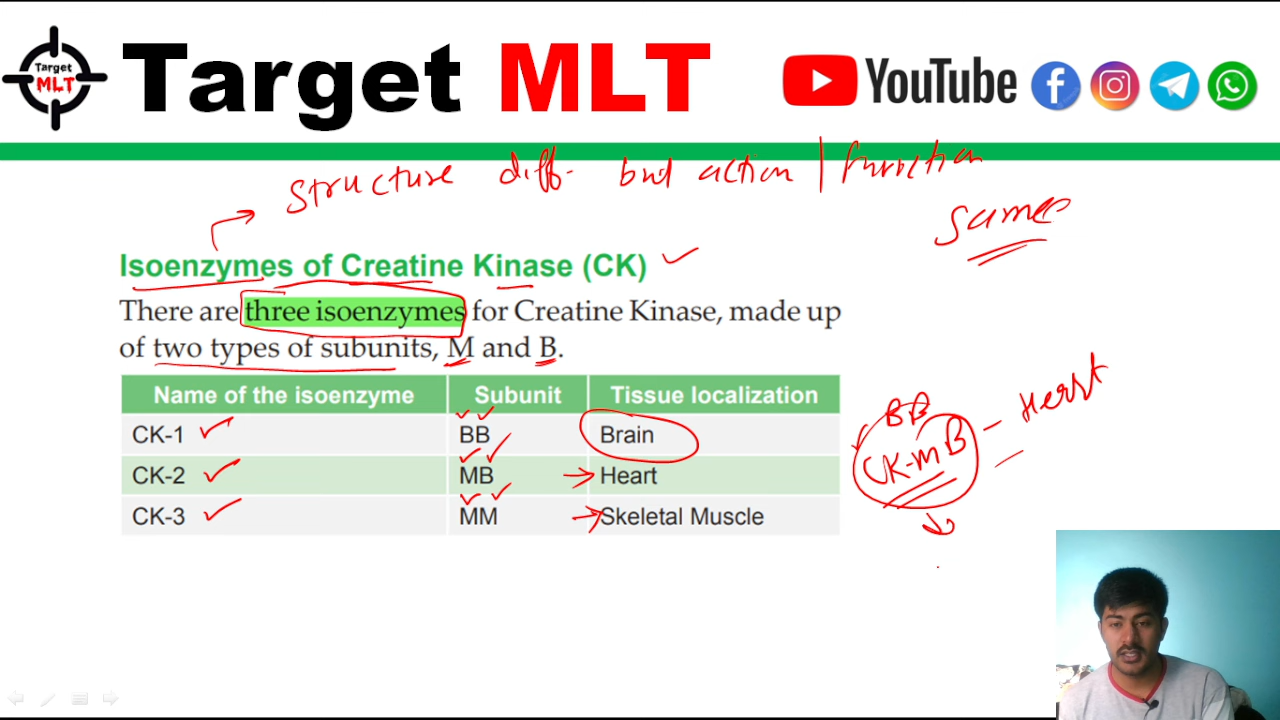 Target MLT
Target MLT
YouTube
structure diff. but action / function
same
Isoenzymes of Creatine Kinase (CK)
There are three isoenzymes for Creatine Kinase, made up
of two types of subunits, M and B.
Name of the isoenzyme Subunit Tissue localization
CK-1 BB Brain
CK-2 MB Heart
CK-3 MM Skeletal Muscle
BB
CK-MB - Heart